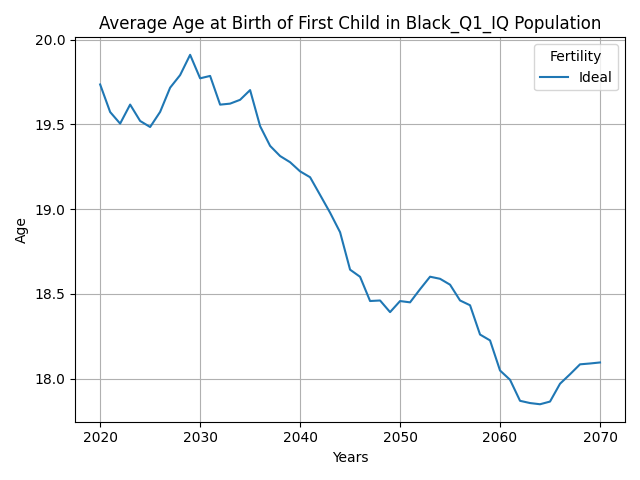 Average Age at Birth of First Child in Black_Q1_IQ Population
Fertility
Ideal
20.0
19.5
19.0
18.5
18.0
Age
2020 2030 2040 2050 2060 2070
Years